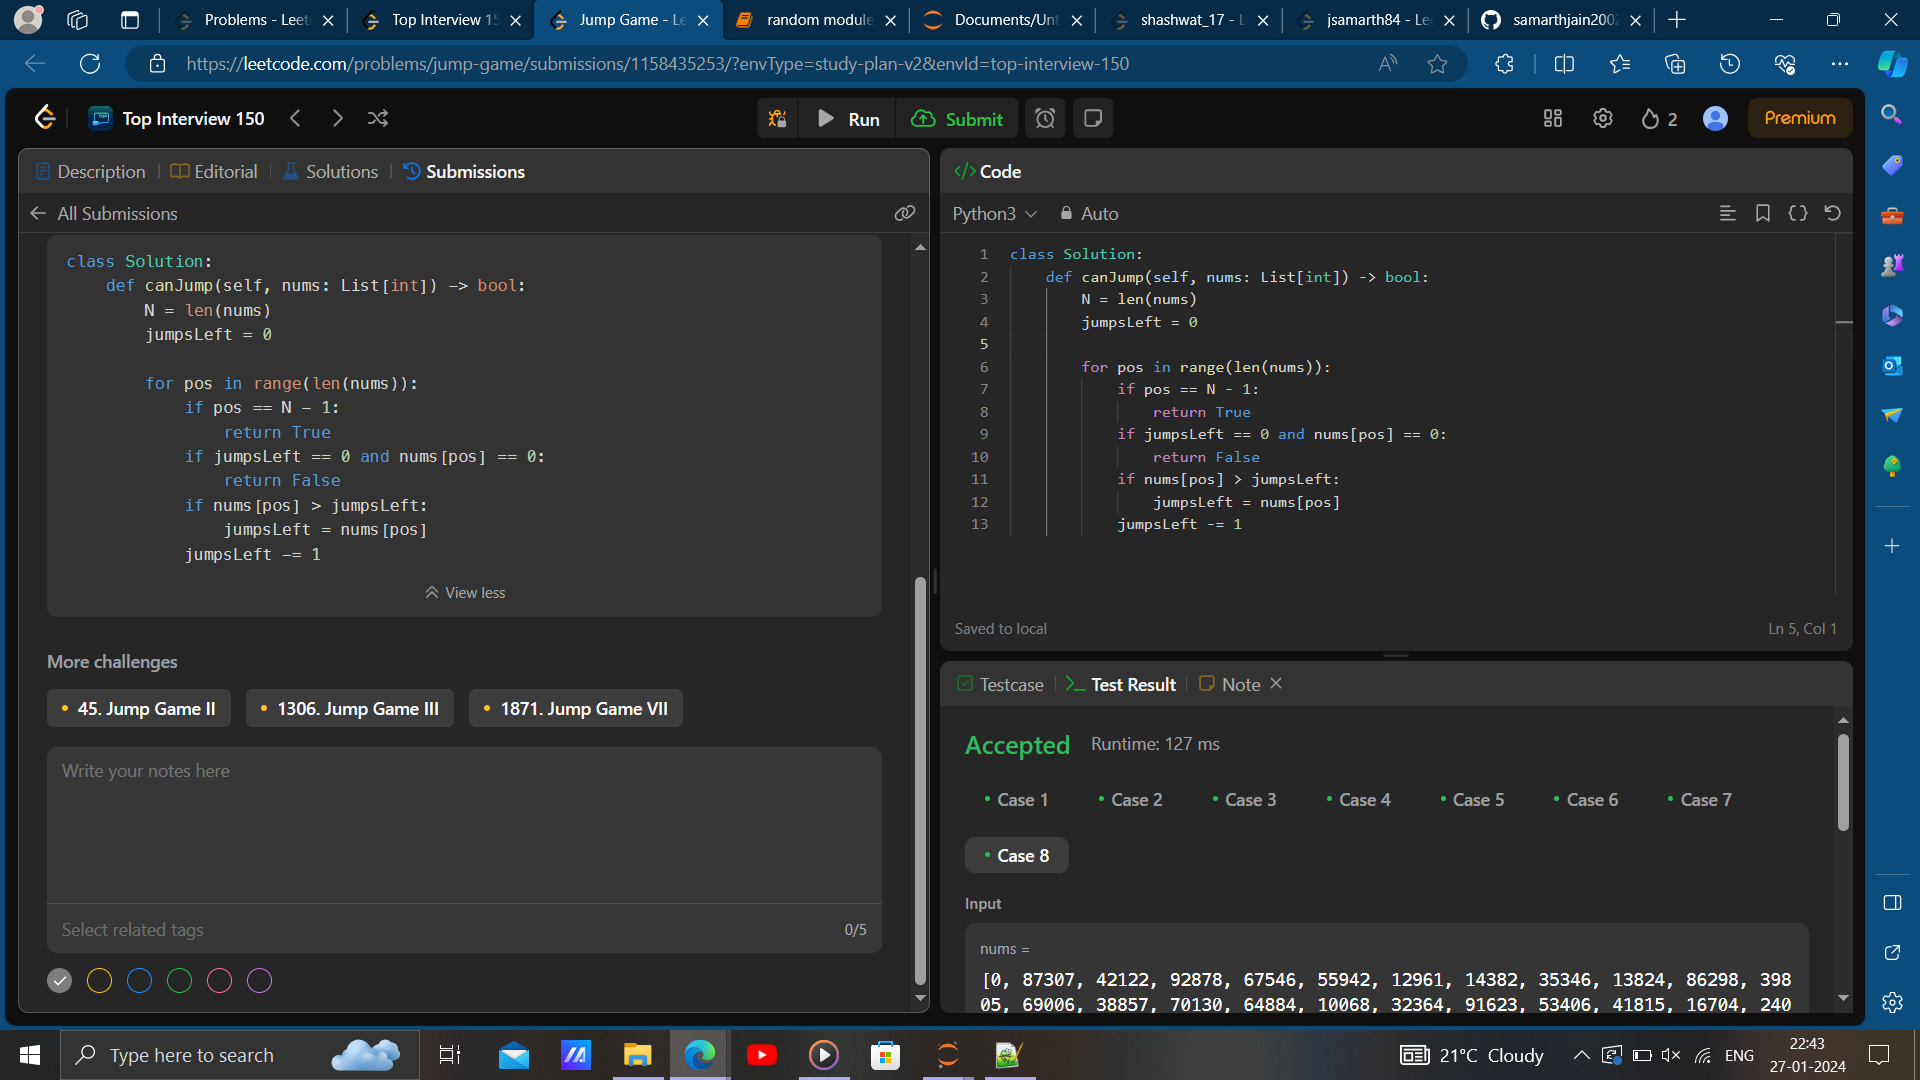 Problems - Leet
Top Interview 15
Jump Game - Le
random module
Documents/Unt
shashwat_17 - L
jsamarth84 - Le
samarthjain200
https://leetcode.com/problems/jump-game/submissions/1158435253/?envType=study-plan-v2&envId=top-interview-150
Top Interview 150
Run
Submit
2
Premium
Description
Editorial
Solutions
Submissions
All Submissions
class Solution:
def canJump(self, nums: List[int]) -> bool:
N = len(nums)
jumpsLeft = 0
for pos in range(len(nums)):
if pos == N - 1:
return True
if jumpsLeft == 0 and nums[pos] == 0:
return False
if nums[pos] > jumpsLeft:
jumpsLeft = nums[pos]
jumpsLeft -= 1
View less
More challenges
45. Jump Game II
1306. Jump Game III
1871. Jump Game VII
Write your notes here
Select related tags
0/5
</> Code
Python3
Auto
1 class Solution:
2 def canJump(self, nums: List[int]) -> bool:
3 N = len(nums)
4 jumpsLeft = 0
5
6 for pos in range(len(nums)):
7 if pos == N - 1:
8 return True
9 if jumpsLeft == 0 and nums[pos] == 0:
10 return False
11 if nums[pos] > jumpsLeft:
12 jumpsLeft = nums[pos]
13 jumpsLeft -= 1
Saved to local
Ln 5, Col 1
Testcase
Test Result
Note
Accepted
Runtime: 127 ms
Case 1
Case 2
Case 3
Case 4
Case 5
Case 6
Case 7
Case 8
Input
nums =
[0, 87307, 42122, 92878, 67546, 55942, 12961, 14382, 35346, 13824, 86298, 398
05, 69006, 38857, 70130, 64884, 10068, 32364, 91623, 53406, 41815, 16704, 240
Type here to search
21°C Cloudy
ENG
22:43
27-01-2024